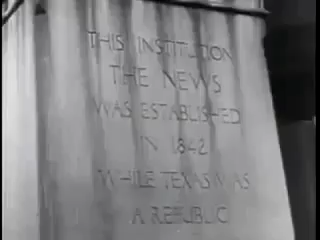 THIS INSTITUTION
THE NEWS
WAS ESTABLISHED
IN 1842
WHILE TEXAS WAS
A REPUBLIC